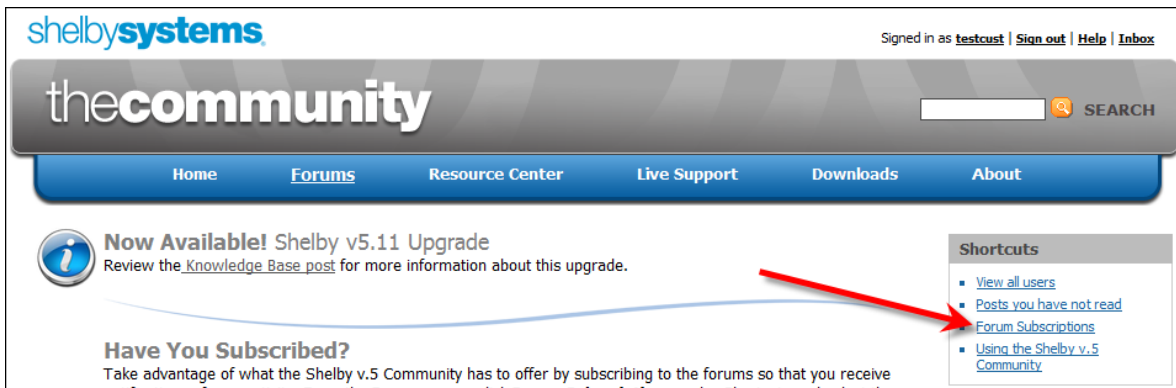 shelbysystems
Signed in as testcust | Sign out | Help | Inbox
thecommunity
SEARCH
Home Forums Resource Center Live Support Downloads About
Now Available! Shelby v5.11 Upgrade
Review the Knowledge Base post for more information about this upgrade.
Shortcuts
View all users
Posts you have not read
Forum Subscriptions
Using the Shelby v.5
Community
Have You Subscribed?
Take advantage of what the Shelby v.5 Community has to offer by subscribing to the forums so that you receive